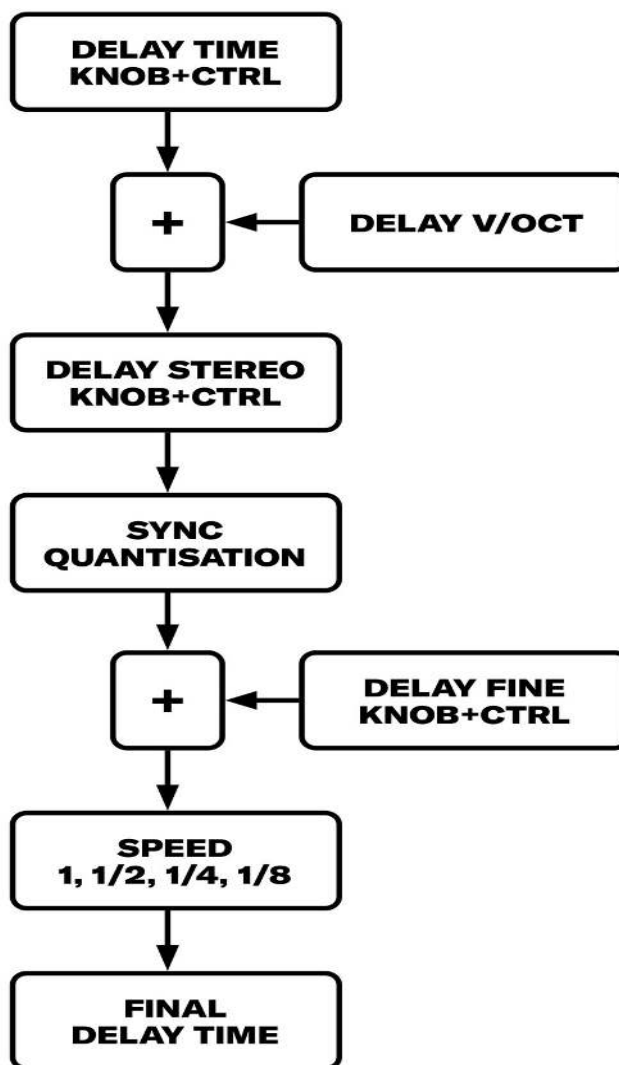 DELAY TIME
KNOB+CTRL
+
DELAY V/OCT
DELAY STEREO
KNOB+CTRL
SYNC
QUANTISATION
+
DELAY FINE
KNOB+CTRL
SPEED
1, 1/2, 1/4, 1/8
FINAL
DELAY TIME